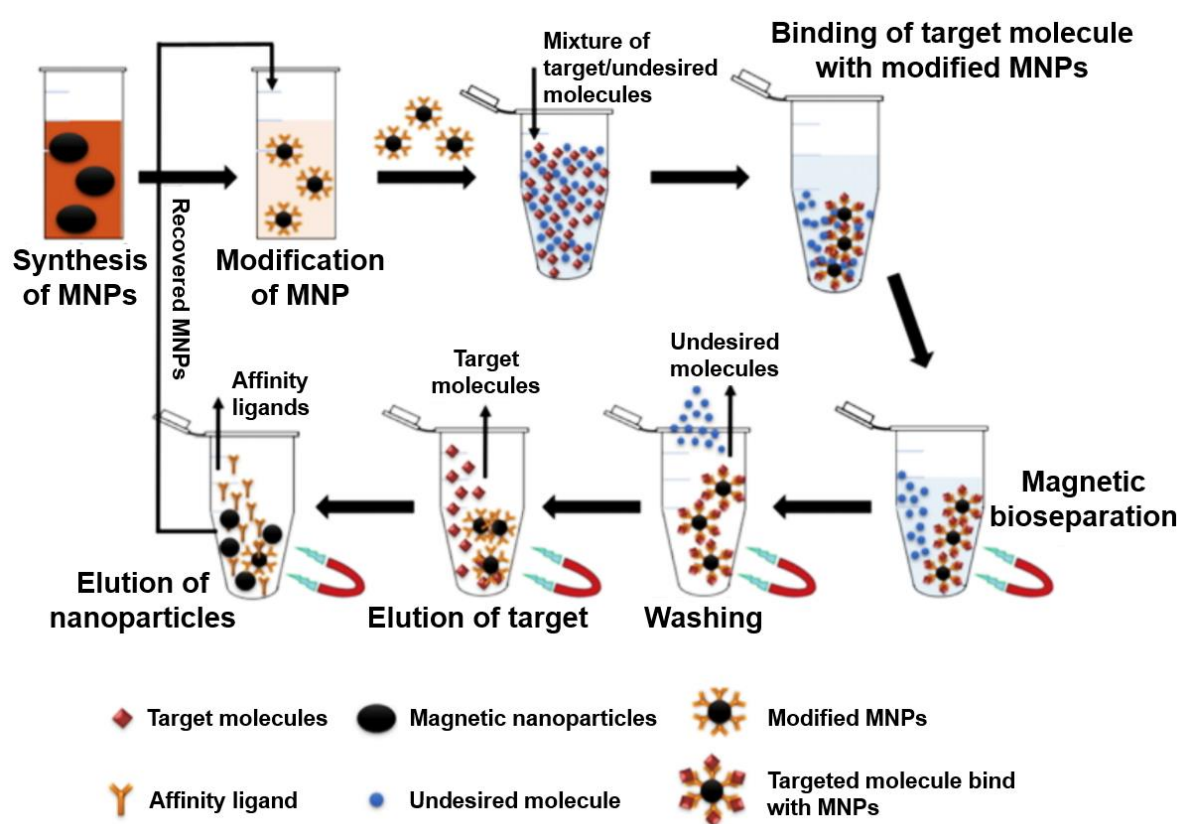 Mixture of
target/undesired
molecules
Binding of target molecule
with modified MNPs
Synthesis
of MNPs
Modification
of MNP
Recovered MNPs
Affinity
ligands
Target
molecules
Undesired
molecules
Magnetic
bioseparation
Elution of
nanoparticles
Elution of target
Washing
Target molecules
Magnetic nanoparticles
Modified MNPs
Affinity ligand
Undesired molecule
Targeted molecule bind
with MNPs